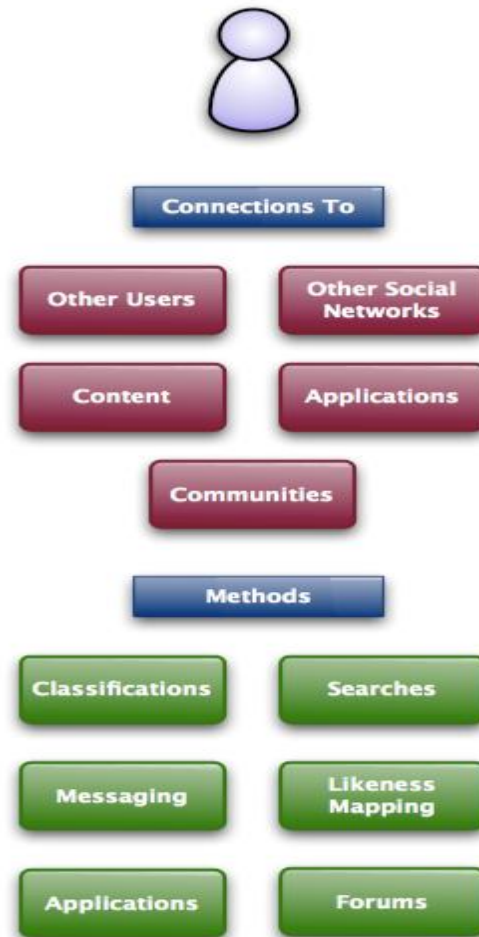 Connections To
Other Users
Other Social
Networks
Content
Applications
Communities
Methods
Classifications
Searches
Messaging
Likeness
Mapping
Applications
Forums